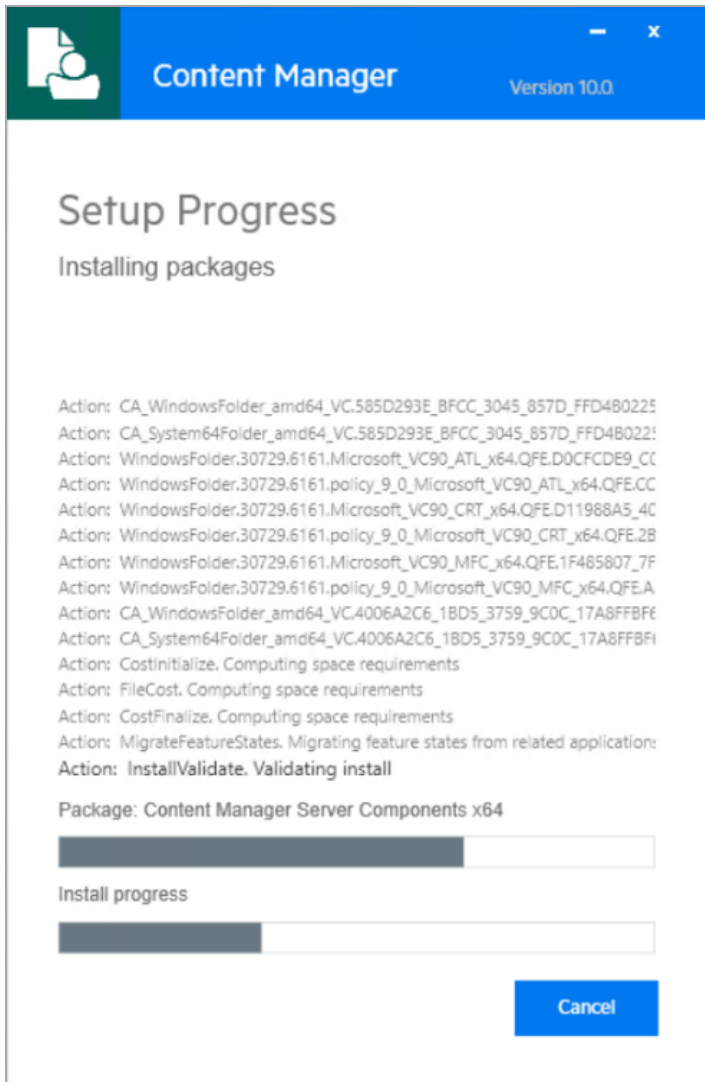 Content Manager
Version 10.0.
Setup Progress
Installing packages
Action: CA_WindowsFolder_amd64_VC.585D293E_BFCC_3045_857D_FFD4B0225
Action: CA_System64Folder_amd64_VC.585D293E_BFCC_3045_857D_FFD4B022
Action: WindowsFolder.30729.6161.Microsoft_VC90_ATL_x64.QFE.D0CFCDE9_C0
Action: WindowsFolder.30729.6161.policy_9_0_Microsoft_VC90_ATL_x64.QFE.CC
Action: WindowsFolder.30729.6161.Microsoft_VC90_CRT_x64.QFE.D11988A5_4D
Action: WindowsFolder.30729.6161.policy_9_0_Microsoft_VC90_CRT_x64.QFE.2B
Action: WindowsFolder.30729.6161.Microsoft_VC90_MFC_x64.QFE.1F485807_7F
Action: WindowsFolder.30729.6161.policy_9_0_Microsoft_VC90_MFC_x64.QFE.A
Action: CA_WindowsFolder_amd64_VC.4006A2C6_1BD5_3759_9C0C_17A8FFBF6
Action: CA_System64Folder_amd64_VC.4006A2C6_1BD5_3759_9C0C_17A8FFBF
Action: CostInitialize. Computing space requirements
Action: FileCost. Computing space requirements
Action: CostFinalize. Computing space requirements
Action: MigrateFeatureStates. Migrating feature states from related applications
Action: InstallValidate. Validating install
Package: Content Manager Server Components x64
Install progress
Cancel